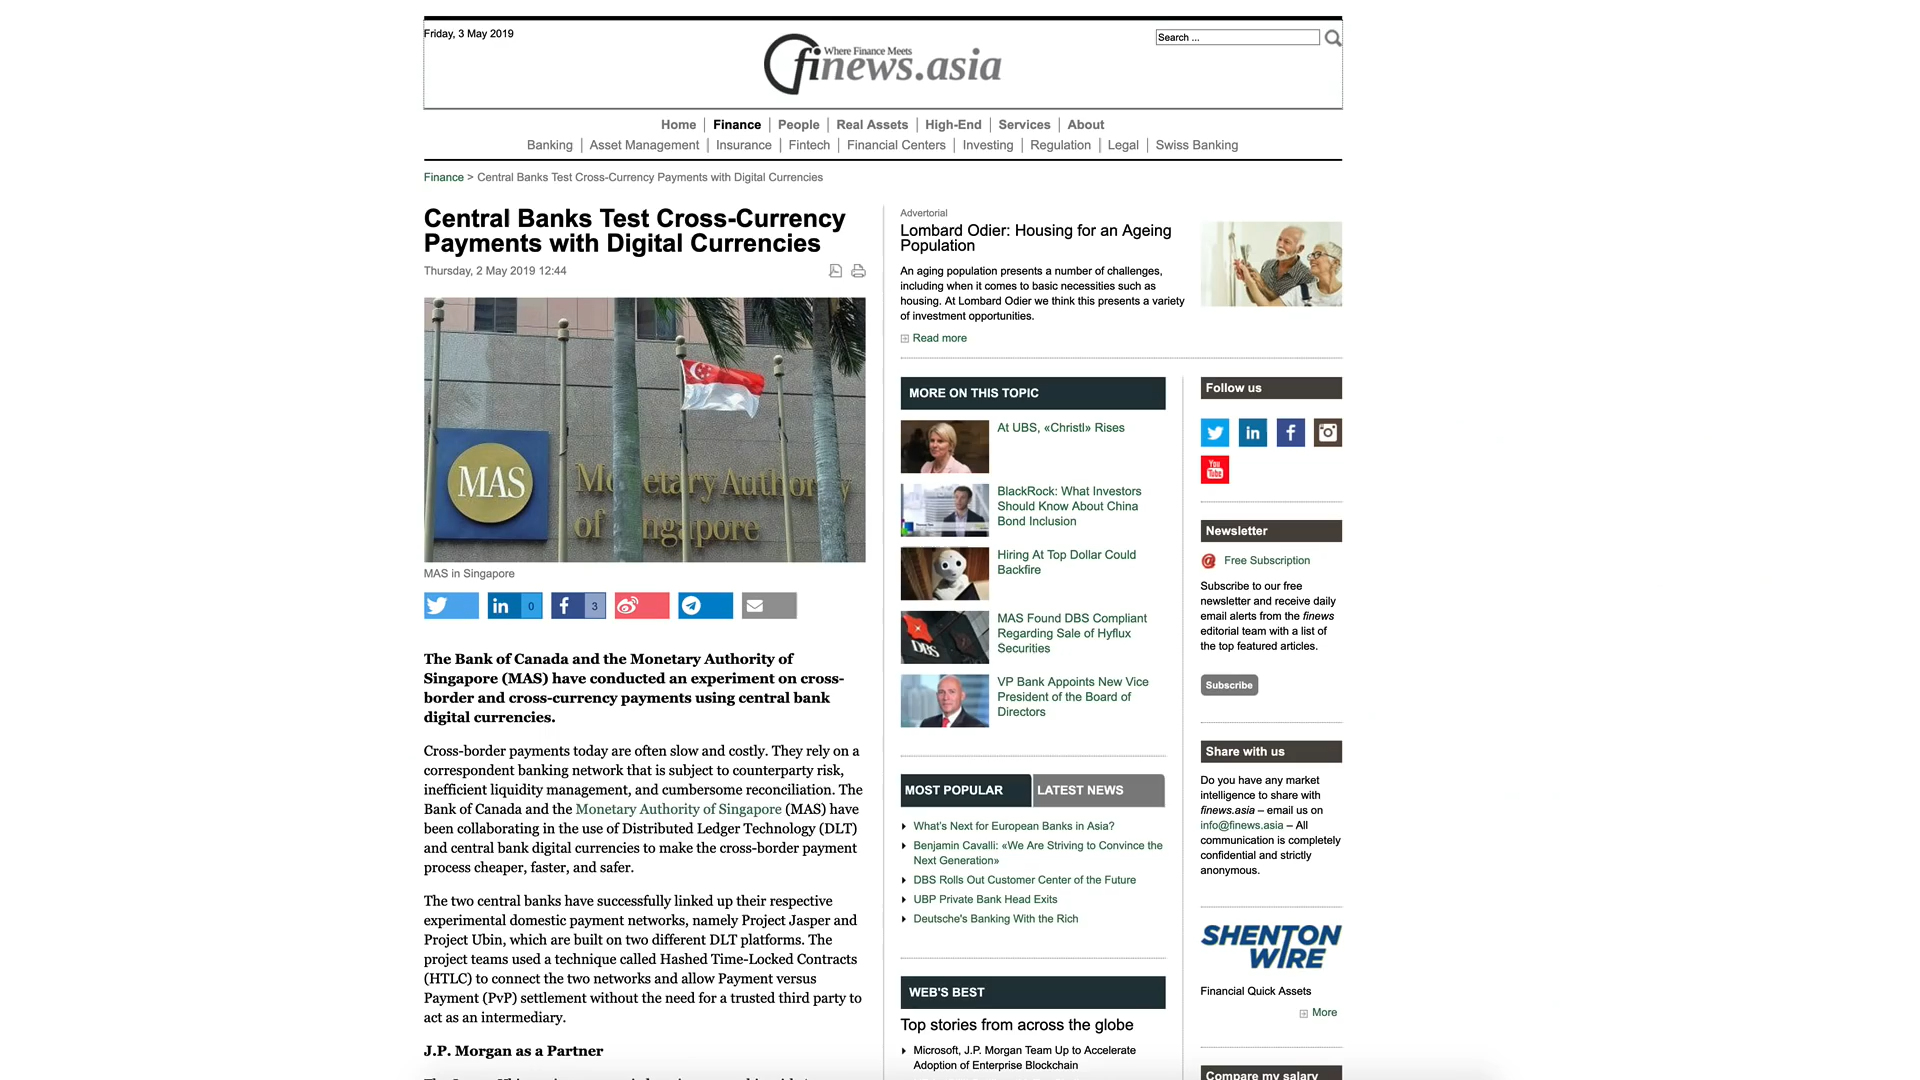 Friday, 3 May 2019
Where Finance Meets
finews.asia
Search ...
Home
Finance
People
Real Assets
High-End
Services
About
Banking
Asset Management
Insurance
Fintech
Financial Centers
Investing
Regulation
Legal
Swiss Banking
Finance > Central Banks Test Cross-Currency Payments with Digital Currencies
Central Banks Test Cross-Currency
Payments with Digital Currencies
Thursday, 2 May 2019 12:44
MAS
Monetary Authority
of Singapore
MAS in Singapore
in 0
f 3
The Bank of Canada and the Monetary Authority of
Singapore (MAS) have conducted an experiment on cross-
border and cross-currency payments using central bank
digital currencies.
Cross-border payments today are often slow and costly. They rely on a
correspondent banking network that is subject to counterparty risk,
inefficient liquidity management, and cumbersome reconciliation. The
Bank of Canada and the Monetary Authority of Singapore (MAS) have
been collaborating in the use of Distributed Ledger Technology (DLT)
and central bank digital currencies to make the cross-border payment
process cheaper, faster, and safer.
The two central banks have successfully linked up their respective
experimental domestic payment networks, namely Project Jasper and
Project Ubin, which are built on two different DLT platforms. The
project teams used a technique called Hashed Time-Locked Contracts
(HTLC) to connect the two networks and allow Payment versus
Payment (PvP) settlement without the need for a trusted third party to
act as an intermediary.
J.P. Morgan as a Partner
Advertorial
Lombard Odier: Housing for an Ageing
Population
An aging population presents a number of challenges,
including when it comes to basic necessities such as
housing. At Lombard Odier we think this presents a variety
of investment opportunities.
Read more
MORE ON THIS TOPIC
At UBS, «Christl» Rises
BlackRock: What Investors
Should Know About China
Bond Inclusion
Hiring At Top Dollar Could
Backfire
DBS
MAS Found DBS Compliant
Regarding Sale of Hyflux
Securities
VP Bank Appoints New Vice
President of the Board of
Directors
MOST POPULAR
LATEST NEWS
What's Next for European Banks in Asia?
Benjamin Cavalli: «We Are Striving to Convince the
Next Generation»
DBS Rolls Out Customer Center of the Future
UBP Private Bank Head Exits
Deutsche's Banking With the Rich
WEB'S BEST
Top stories from across the globe
Microsoft, J.P. Morgan Team Up to Accelerate
Adoption of Enterprise Blockchain
Follow us
in
f
You
Tube
Newsletter
@ Free Subscription
Subscribe to our free
newsletter and receive daily
email alerts from the finews
editorial team with a list of
the top featured articles.
Subscribe
Share with us
Do you have any market
intelligence to share with
finews.asia – email us on
info@finews.asia – All
communication is completely
confidential and strictly
anonymous.
SHENTON
WIRE
Financial Quick Assets
More
Compare my salary